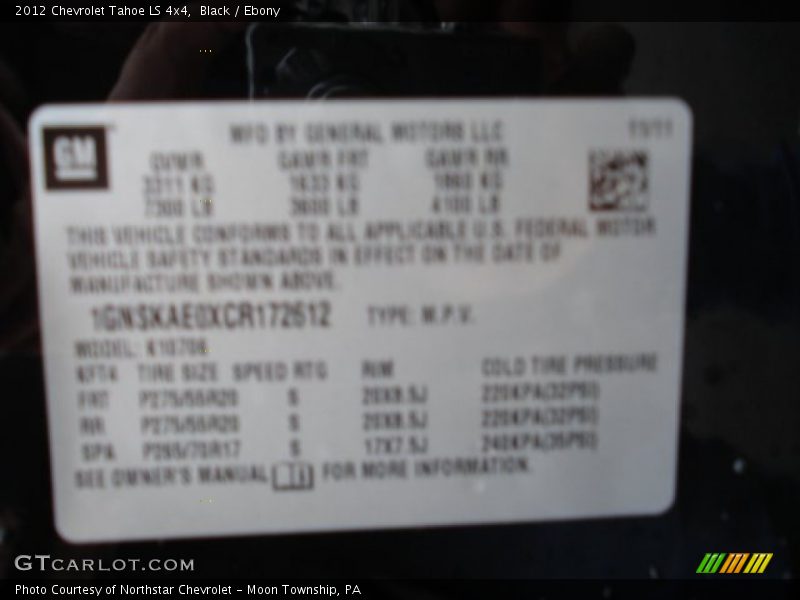 2012 Chevrolet Tahoe LS 4x4,  Black / Ebony
GM
MFD BY GENERAL MOTORS LLC 11/11
GVWR GAWR FRT GAWR RR
3311 KG 1633 KG 1860 KG
7300 LB 3600 LB 4100 LB
THIS VEHICLE CONFORMS TO ALL APPLICABLE U.S. FEDERAL MOTOR
VEHICLE SAFETY STANDARDS IN EFFECT ON THE DATE OF
MANUFACTURE SHOWN ABOVE.
1GNSKAE0XCR172612 TYPE: M.P.V.
MODEL: K10706
TIRE SIZE SPEED RTG RIM COLD TIRE PRESSURE
FRT P275/55R20 S 20X8.5J 220KPA(32PSI)
RR P275/55R20 S 20X8.5J 220KPA(32PSI)
SPA P265/70R17 S 17X7.5J 240KPA(35PSI)
SEE OWNER'S MANUAL FOR MORE INFORMATION.
GTCARLOT.COM
Photo Courtesy of Northstar Chevrolet - Moon Township, PA